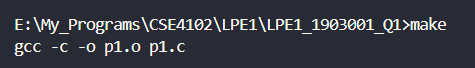 E:\My_Programs\CSE4102\LPE1\LPE1_1903001_Q1>make
gcc -c -o p1.o p1.c